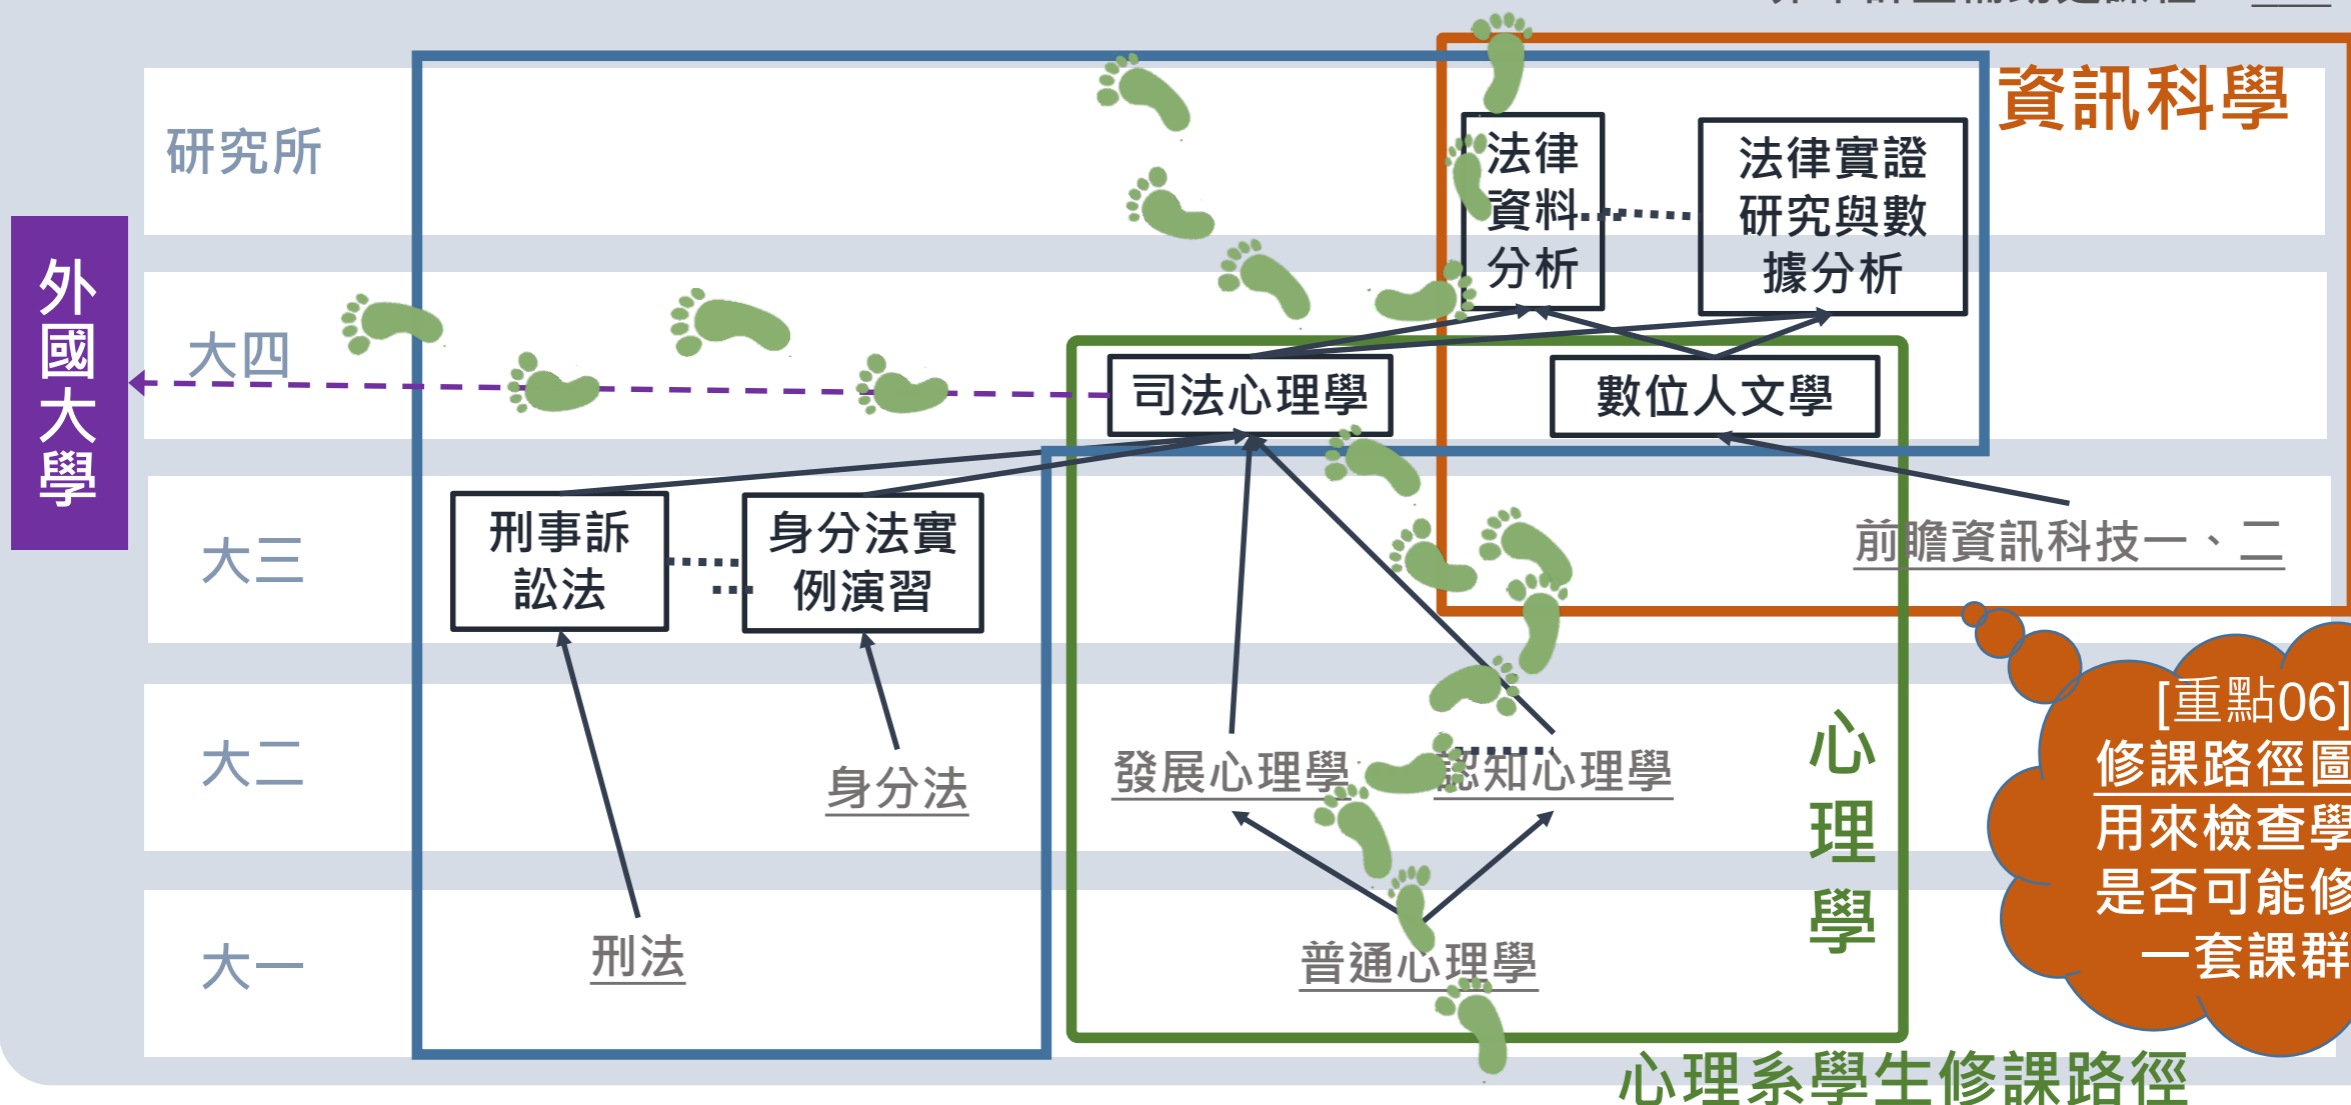 資訊科學
研究所
法律
資料
分析
法律實證
研究與數
據分析
外國大學
大四
司法心理學
數位人文學
大三
刑事訴
訟法
身分法實
例演習
前瞻資訊科技一、二
大二
身分法
發展心理學
認知心理學
心理學
[重點06]
修課路徑圖
用來檢查學
是否可能修
一套課群
大一
刑法
普通心理學
心理系學生修課路徑